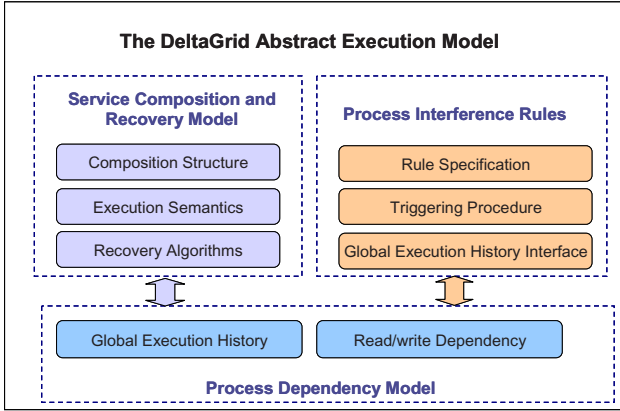 The DeltaGrid Abstract Execution Model
Service Composition and
Recovery Model
Composition Structure
Execution Semantics
Recovery Algorithms
Process Interference Rules
Rule Specification
Triggering Procedure
Global Execution History Interface
Global Execution History
Read/write Dependency
Process Dependency Model